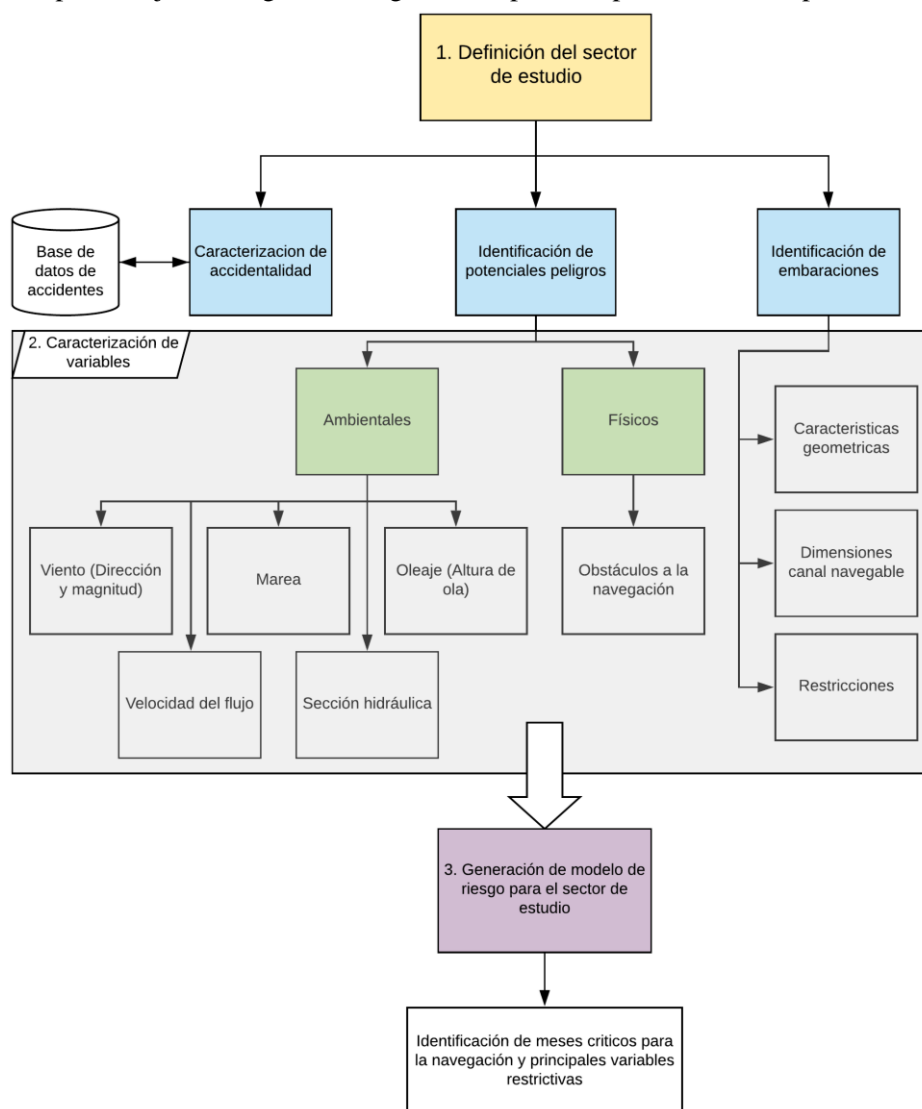 1. Definición del sector
de estudio
Base de
datos de
accidentes
Caracterizacion de
accidentalidad
Identificación de
potenciales peligros
Identificación de
embaraciones
2. Caracterización de
variables
Ambientales
Físicos
Caracteristicas
geometricas
Viento (Dirección
y magnitud)
Marea
Oleaje (Altura de
ola)
Obstáculos a la
navegación
Dimensiones
canal navegable
Velocidad del flujo
Sección hidráulica
Restricciones
3. Generación de modelo de
riesgo para el sector de
estudio
Identificación de meses criticos para
la navegación y principales variables
restrictivas